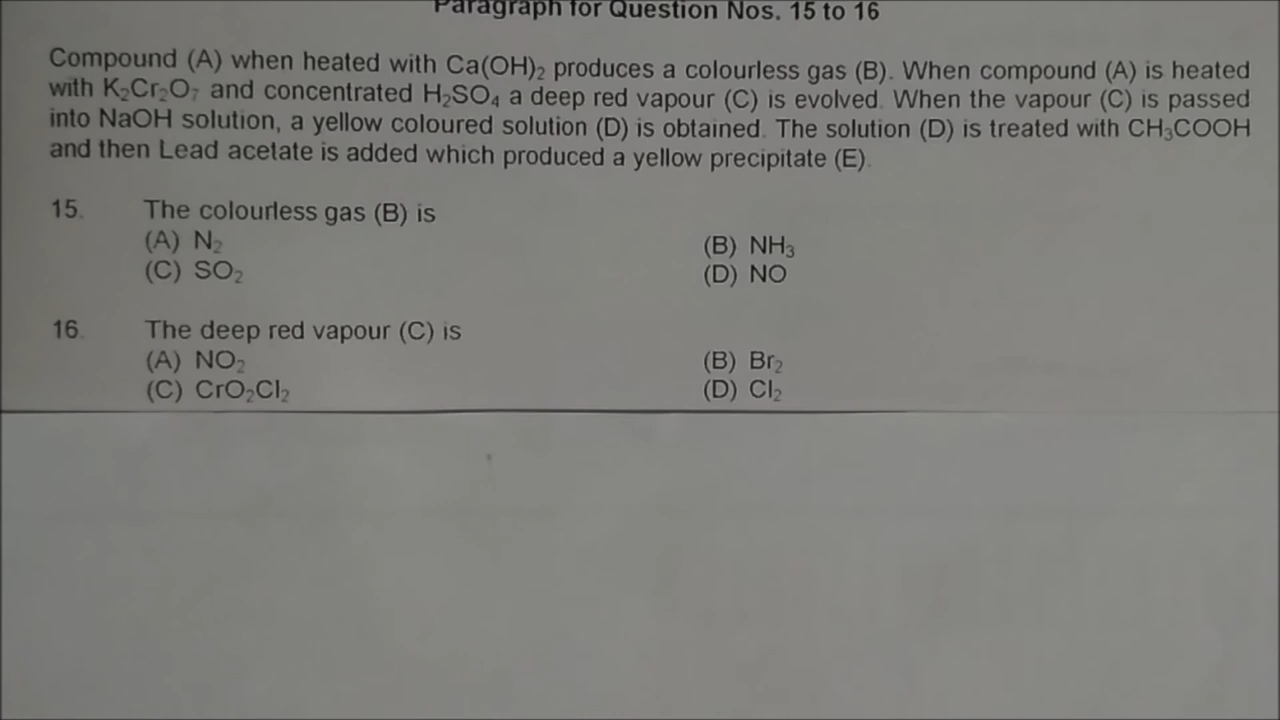 Paragraph for Question Nos. 15 to 16
Compound (A) when heated with Ca(OH)₂ produces a colourless gas (B). When compound (A) is heated
with K₂Cr₂O₇ and concentrated H₂SO₄ a deep red vapour (C) is evolved. When the vapour (C) is passed
into NaOH solution, a yellow coloured solution (D) is obtained. The solution (D) is treated with CH₃COOH
and then Lead acetate is added which produced a yellow precipitate (E).
15. The colourless gas (B) is
(A) N₂ (B) NH₃
(C) SO₂ (D) NO
16. The deep red vapour (C) is
(A) NO₂ (B) Br₂
(C) CrO₂Cl₂ (D) Cl₂